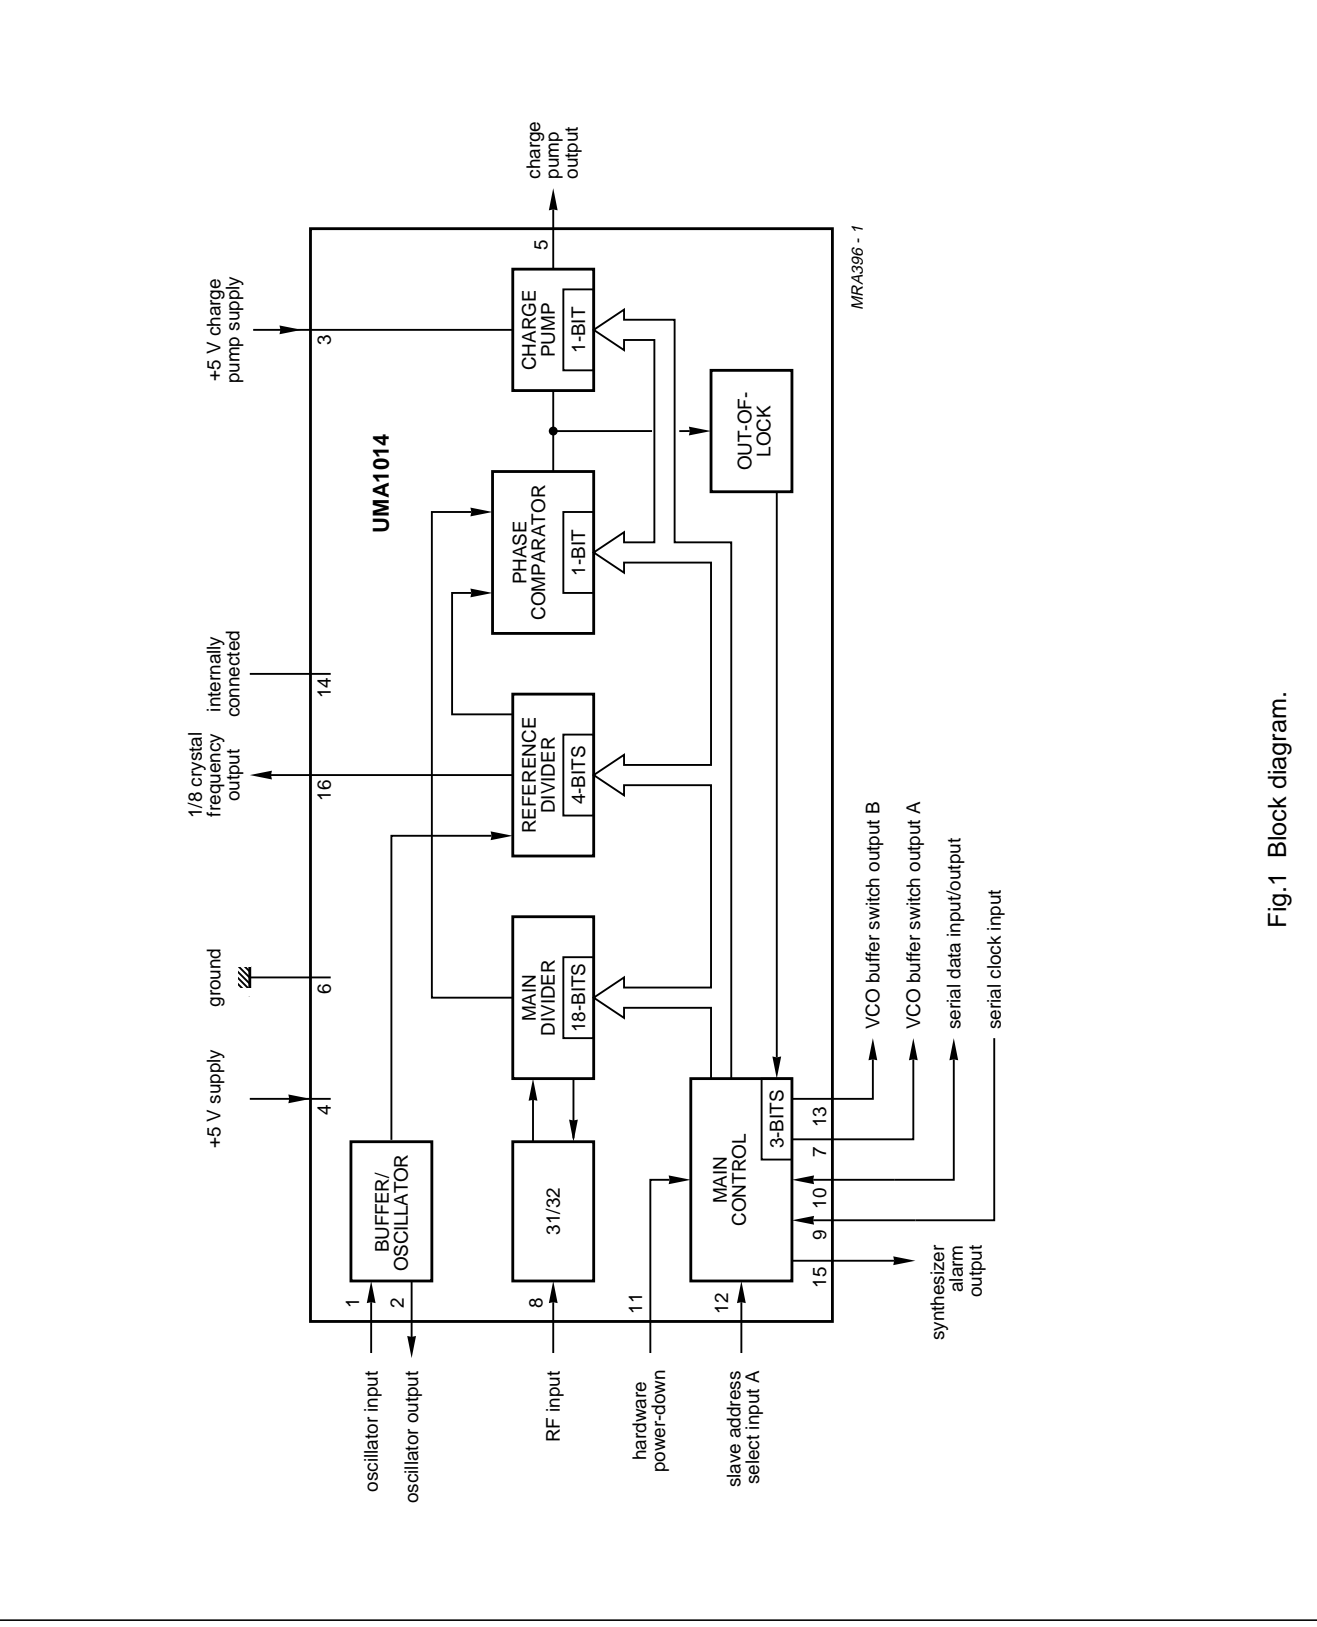 +5 V supply
ground
1/8 crystal
frequency
output
internally
connected
+5 V charge
pump supply
4
6
16
14
3
UMA1014
oscillator input
1
oscillator output
2
BUFFER/
OSCILLATOR
RF input
8
31/32
MAIN
DIVIDER
18-BITS
REFERENCE
DIVIDER
4-BITS
PHASE
COMPARATOR
1-BIT
CHARGE
PUMP
1-BIT
5
charge
pump
output
hardware
power-down
11
slave address
select input A
12
MAIN
CONTROL
3-BITS
OUT-OF-
LOCK
15
9
10
7
13
synthesizer
alarm
output
VCO buffer switch output B
VCO buffer switch output A
serial data input/output
serial clock input
MRA396 - 1
Fig.1 Block diagram.